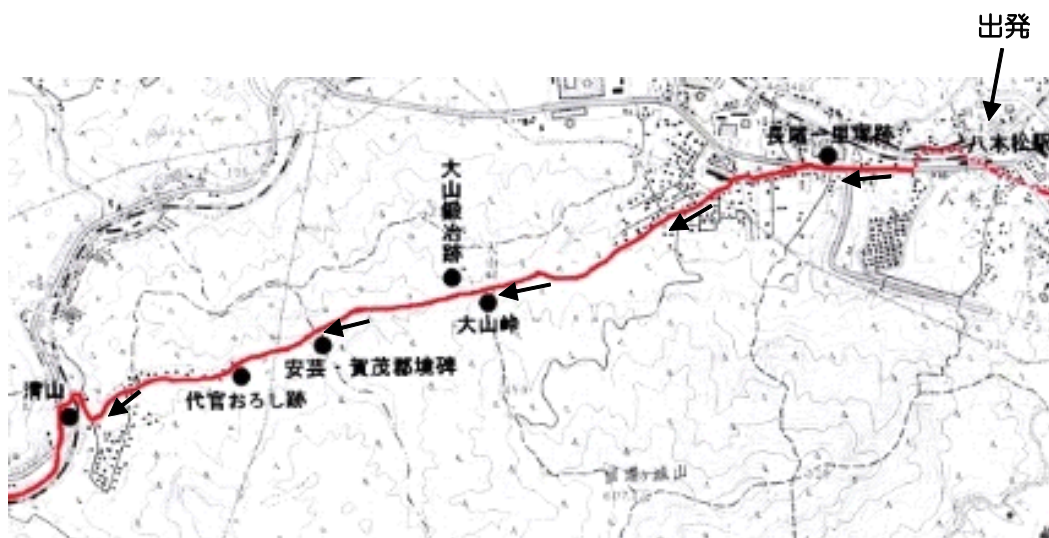 出発
八本松駅
長尾一里塚跡
大山鍛冶跡
大山峠
安芸・賀茂郡境碑
代官おろし跡
清山